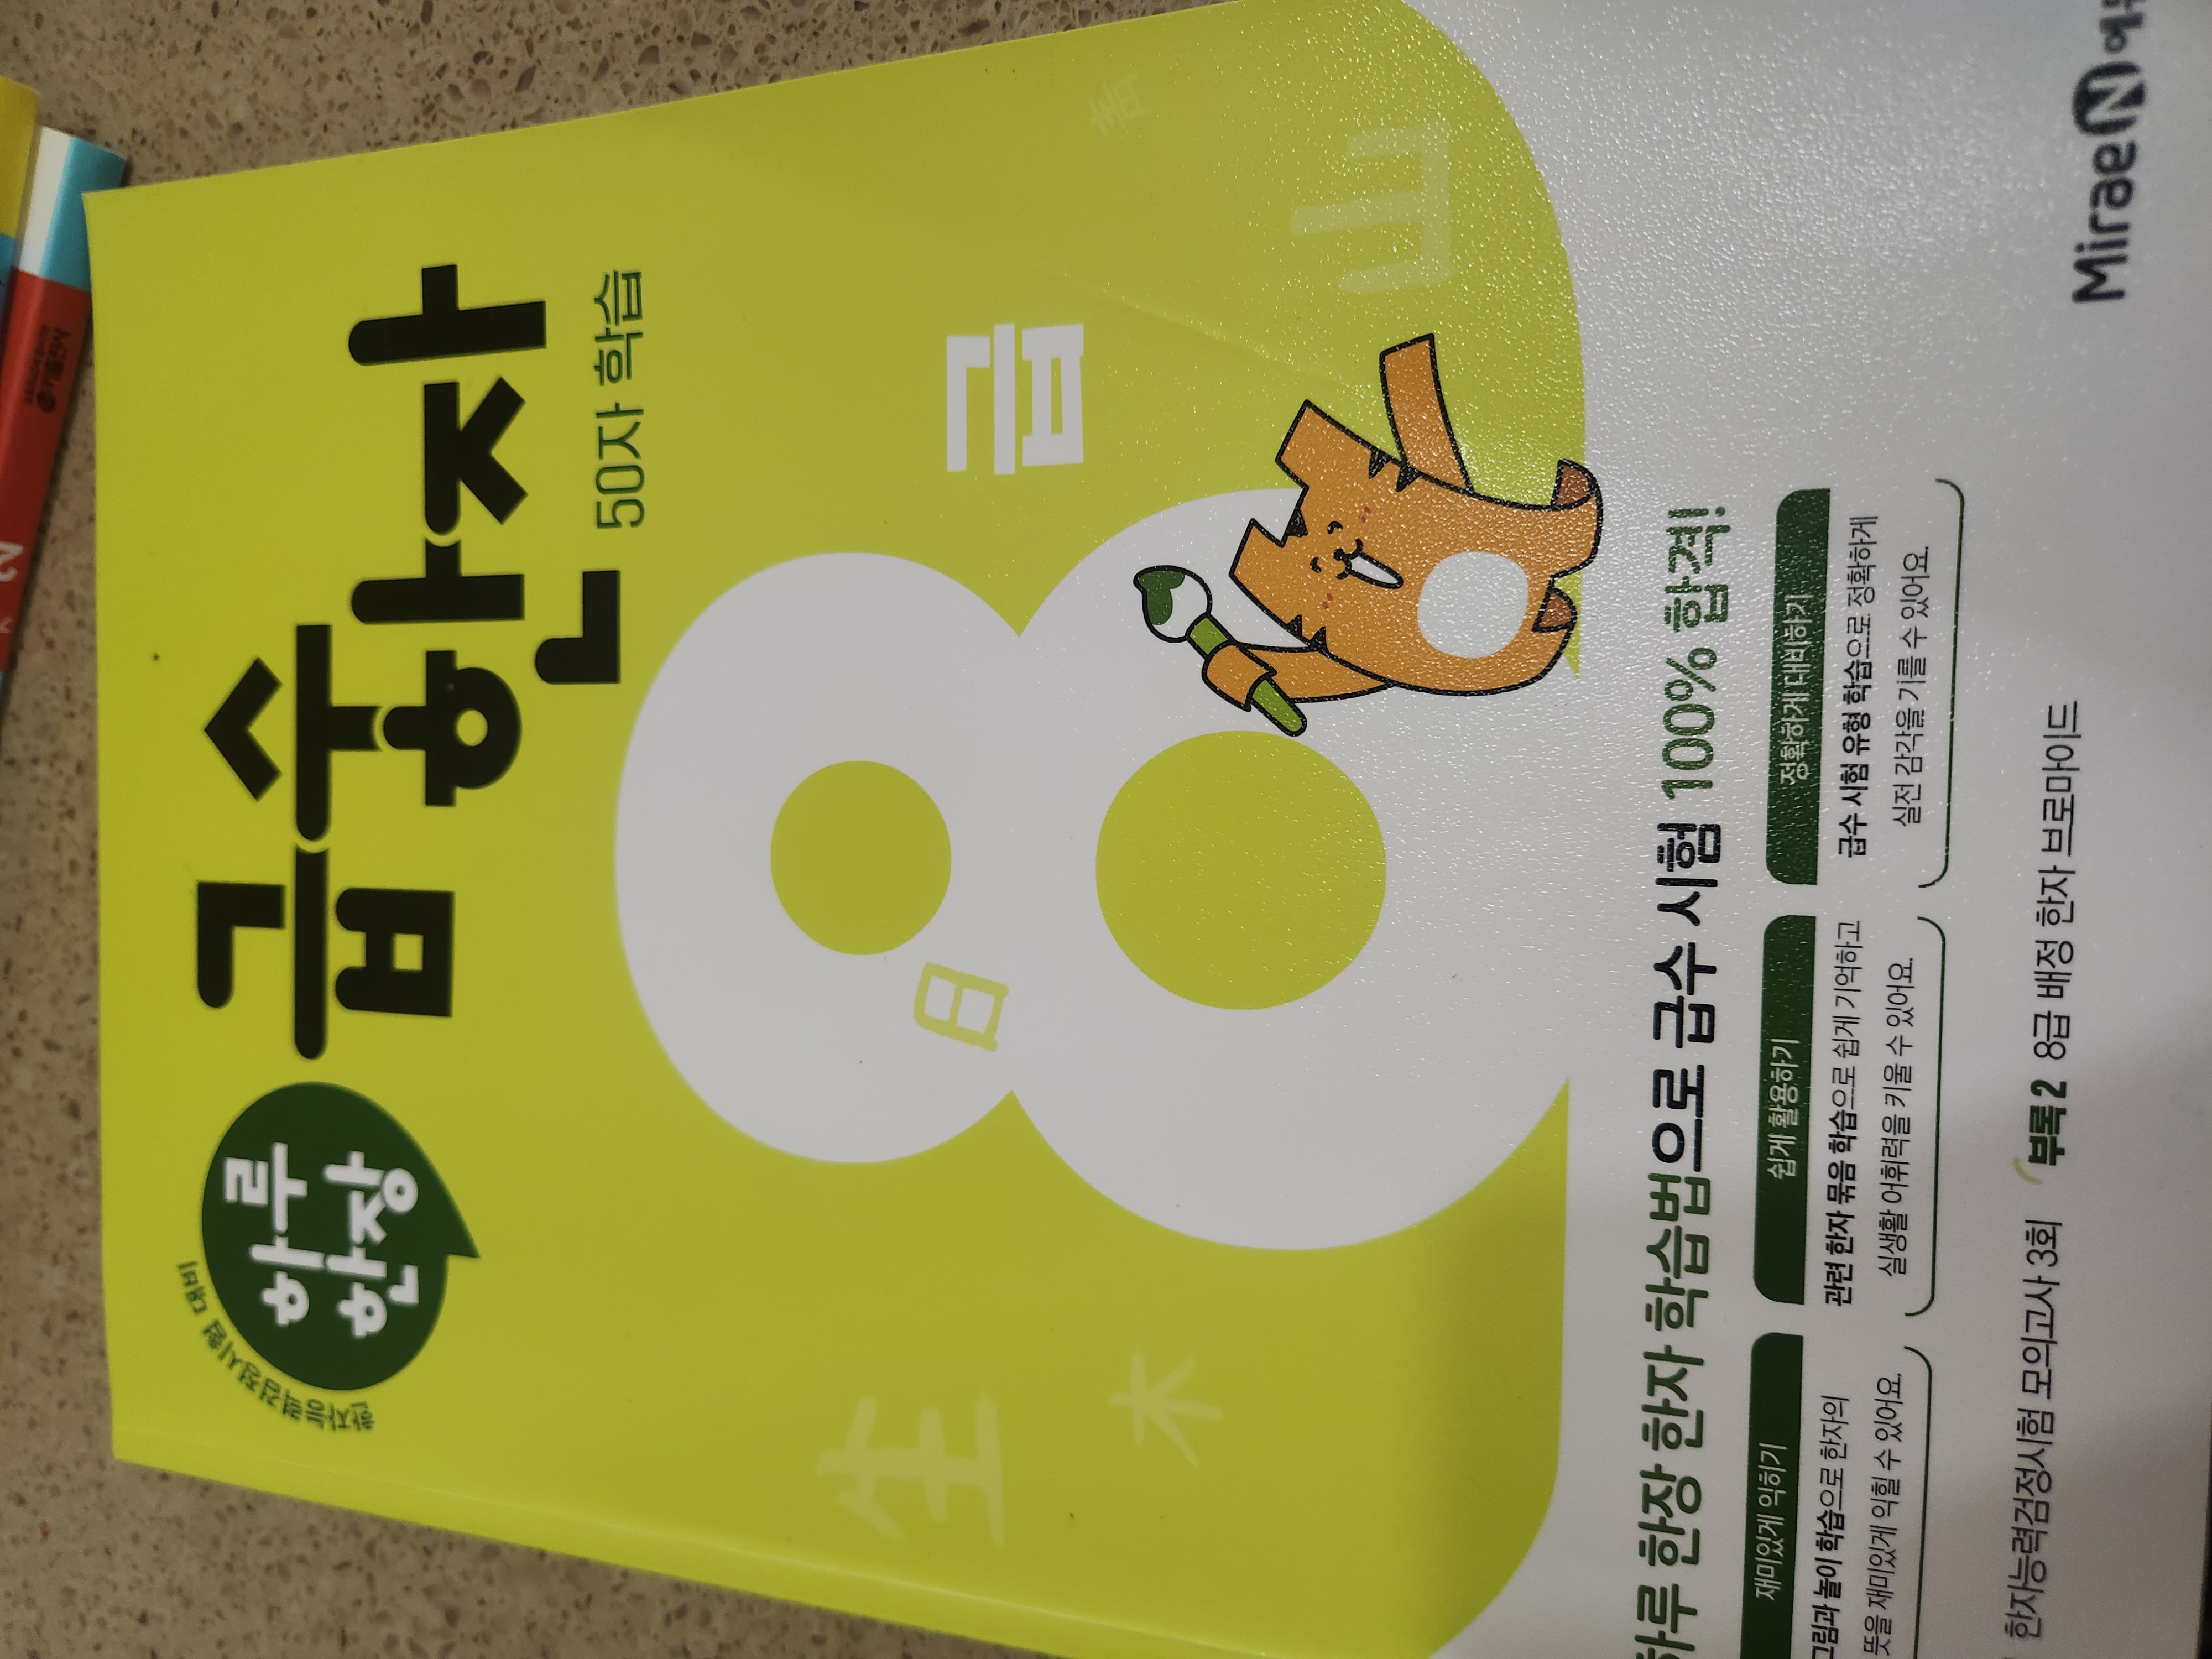 한자능력검정시험 대비
하루
한장
급수한자
50자 학습
8급
日
生
木
山
하루 한장 한자 학습법으로 급수 시험 100% 합격!
재미있게 익히기
그림과 놀이 학습으로 한자의
뜻을 재미있게 익힐 수 있어요.
쉽게 활용하기
관련 한자 묶음 학습으로 쉽게 기억하고
실생활 어휘력을 키울 수 있어요.
정확하게 대비하기
급수 시험 유형 학습으로 정확하게
실전 감각을 기를 수 있어요.
한자능력검정시험 모의고사 3회 부록 2 8급 배정 한자 브로마이드
Mirae N